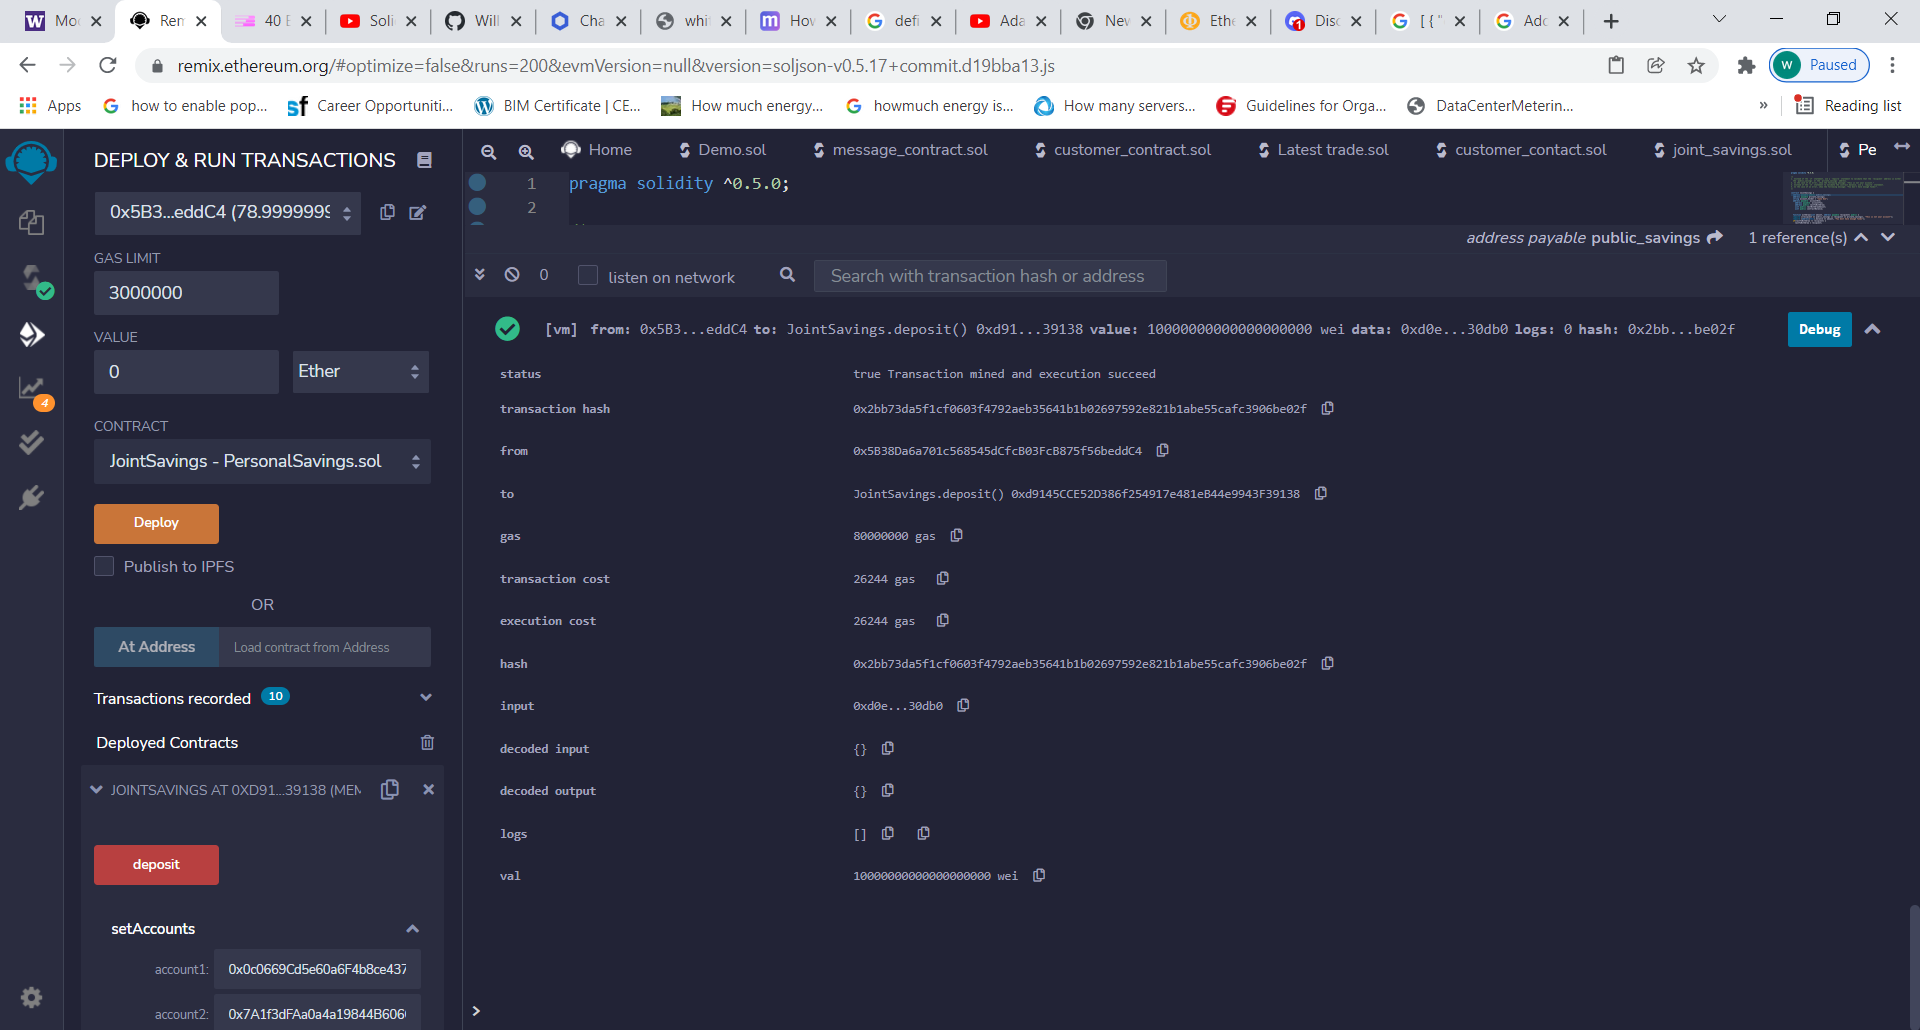 Moc
Rem
40 E
Soli
Will
Cha
whit
How
defi
Ada
New
Ethe
Disc
[ { "
Adc
remix.ethereum.org/#optimize=false&runs=200&evmVersion=null&version=soljson-v0.5.17+commit.d19bba13.js
W Paused
Apps
how to enable pop...
Career Opportuniti...
BIM Certificate | CE...
How much energy...
howmuch energy is...
How many servers...
Guidelines for Orga...
DataCenterMeterin...
»
Reading list
DEPLOY & RUN TRANSACTIONS
Home
Demo.sol
message_contract.sol
customer_contract.sol
Latest trade.sol
customer_contact.sol
joint_savings.sol
Pe
1 pragma solidity ^0.5.0;
2
address payable public_savings
1 reference(s)
0x5B3...eddC4 (78.9999999
GAS LIMIT
3000000
VALUE
0
Ether
CONTRACT
JointSavings - PersonalSavings.sol
Deploy
Publish to IPFS
OR
At Address
Load contract from Address
Transactions recorded 10
Deployed Contracts
JOINTSAVINGS AT 0XD91...39138 (MEM
deposit
setAccounts
account1: 0x0c0669Cd5e60a6F4b8ce437
account2: 0x7A1f3dFAa0a4a19844B606
4
0
listen on network
Search with transaction hash or address
[vm] from: 0x5B3...eddC4 to: JointSavings.deposit() 0xd91...39138 value: 10000000000000000000 wei data: 0xd0e...30db0 logs: 0 hash: 0x2bb...be02f
Debug
status true Transaction mined and execution succeed
transaction hash 0x2bb73da5f1cf0603f4792aeb35641b1b02697592e821b1abe55cafc3906be02f
from 0x5B38Da6a701c568545dCfcB03FcB875f56beddC4
to JointSavings.deposit() 0xd9145CCE52D386f254917e481eB44e9943F39138
gas 80000000 gas
transaction cost 26244 gas
execution cost 26244 gas
hash 0x2bb73da5f1cf0603f4792aeb35641b1b02697592e821b1abe55cafc3906be02f
input 0xd0e...30db0
decoded input {}
decoded output {}
logs []
val 10000000000000000000 wei
>